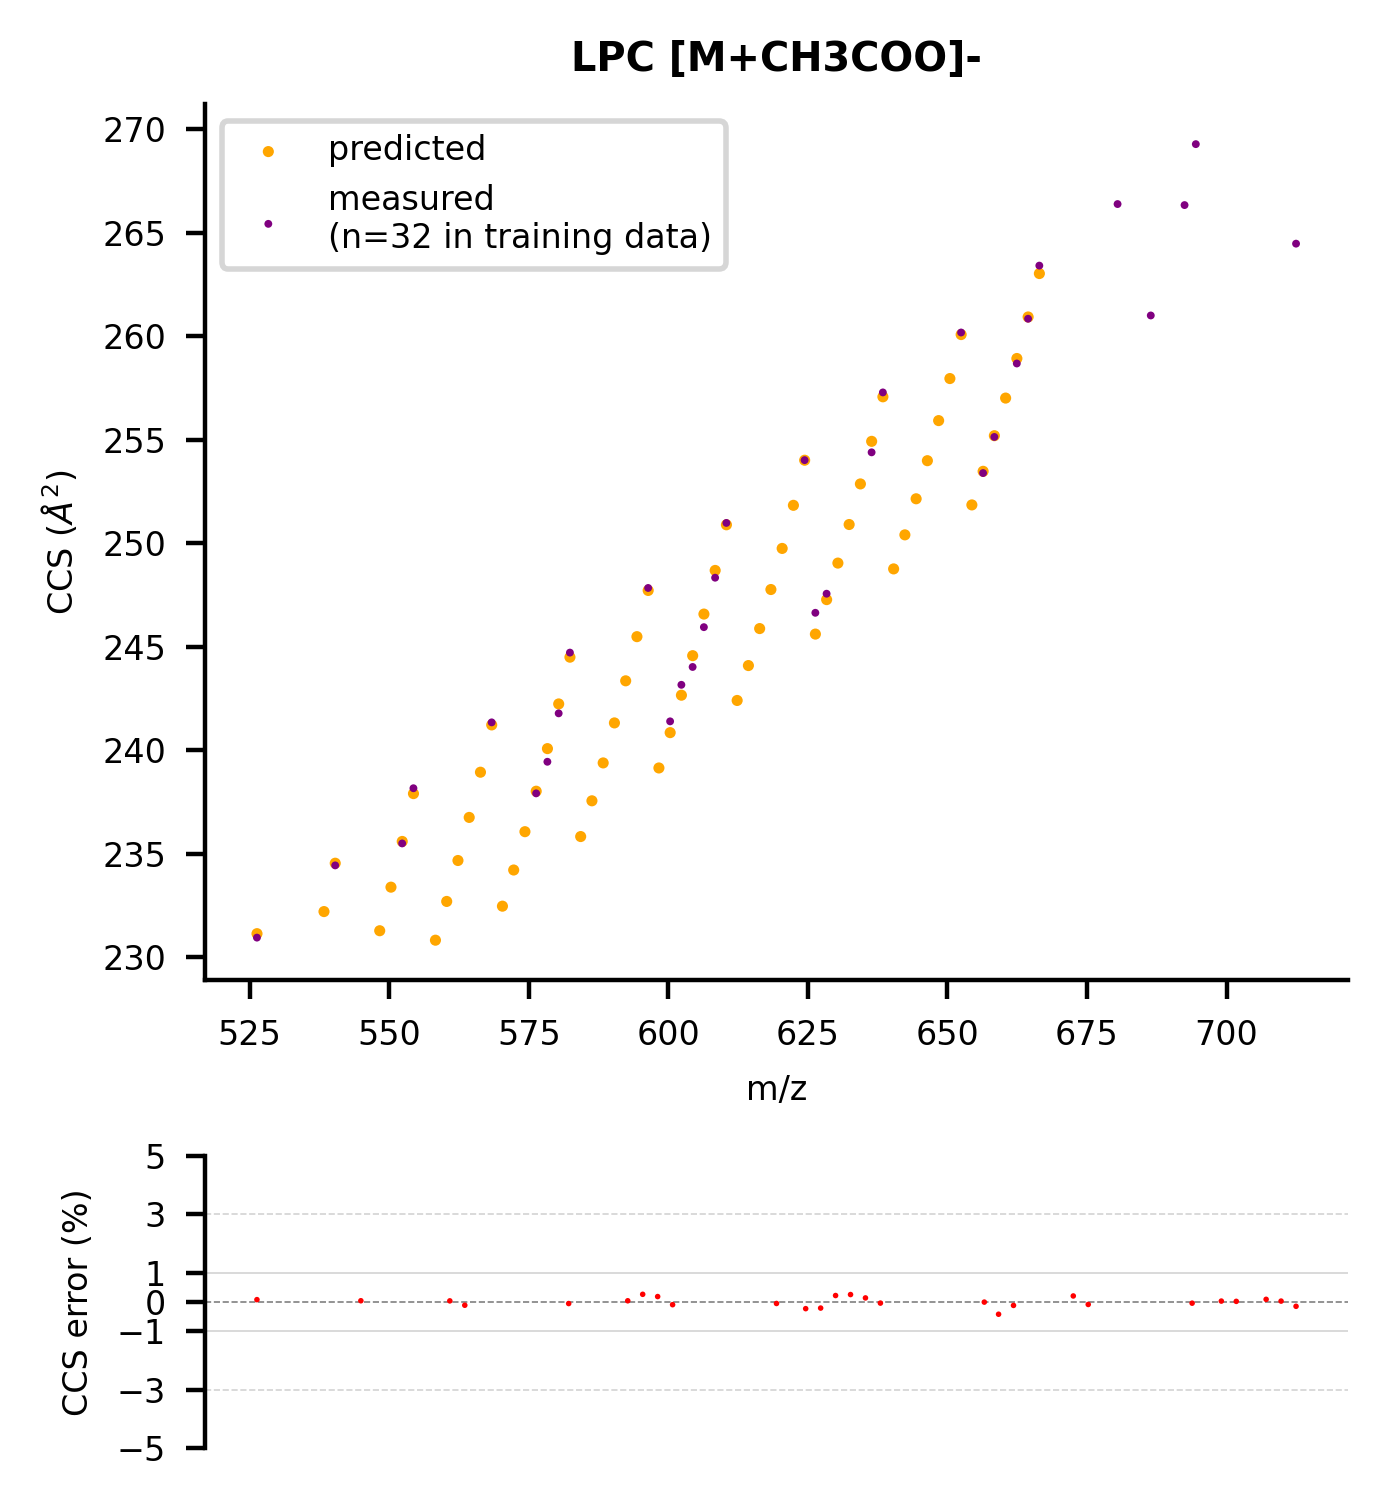 LPC [M+CH3COO]-
270
265
260
255
250
245
240
235
230
CCS (Å²)
predicted
measured
(n=32 in training data)
525 550 575 600 625 650 675 700
m/z
5
3
1
0
−1
−3
−5
CCS error (%)